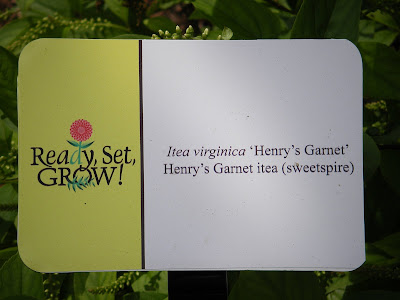 Ready, Set,
GROW!
Itea virginica ‘Henry’s Garnet’
Henry’s Garnet itea (sweetspire)